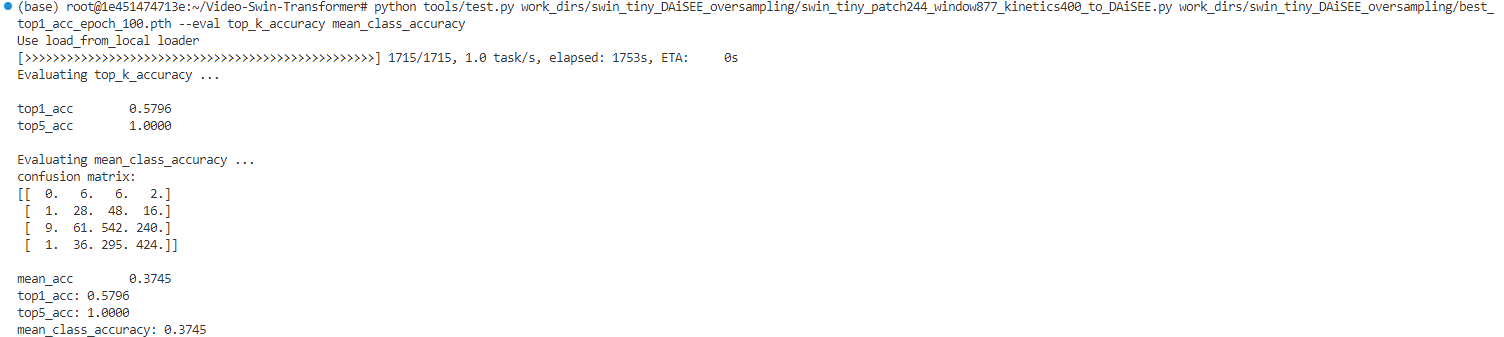 (base) root@1e451474713e:~/Video-Swin-Transformer# python tools/test.py work_dirs/swin_tiny_DAiSEE_oversampling/swin_tiny_patch244_window877_kinetics400_to_DAiSEE.py work_dirs/swin_tiny_DAiSEE_oversampling/best_
top1_acc_epoch_100.pth --eval top_k_accuracy mean_class_accuracy
Use load_from_local loader
[>>>>>>>>>>>>>>>>>>>>>>>>>>>>>>>>>>>>>>>>>>>>>>>>>>] 1715/1715, 1.0 task/s, elapsed: 1753s, ETA:     0s
Evaluating top_k_accuracy ...
top1_acc        0.5796
top5_acc        1.0000
Evaluating mean_class_accuracy ...
confusion matrix:
[[  0.   6.   6.   2.]
 [  1.  28.  48.  16.]
 [  9.  61. 542. 240.]
 [  1.  36. 295. 424.]]
mean_acc        0.3745
top1_acc: 0.5796
top5_acc: 1.0000
mean_class_accuracy: 0.3745